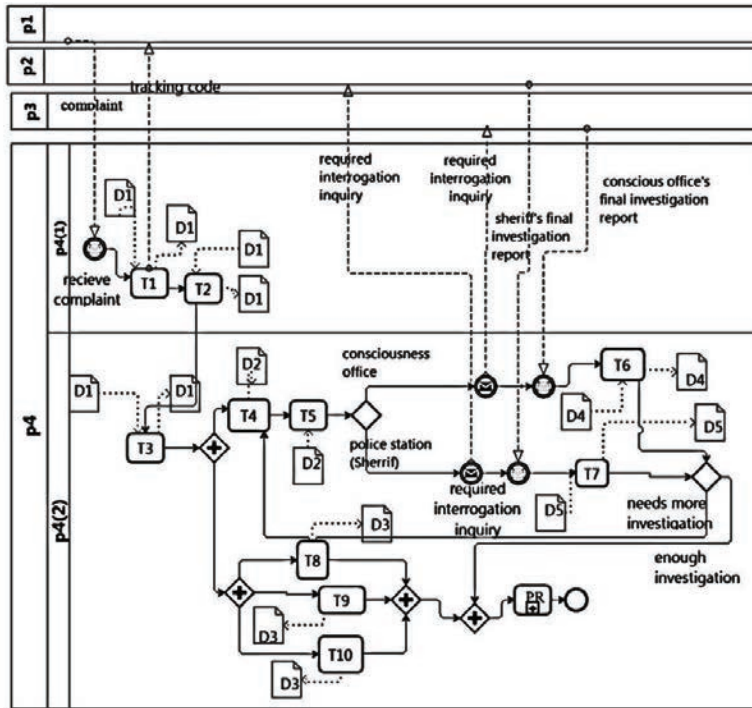 p1
p2
p3
p4
p4(1)
p4(2)
complaint
tracking code
required
interrogation
inquiry
required
interrogation
inquiry
conscious office's
final investigation
report
sheriff's final
investigation
report
D1
D1
D1
D1
recieve
complaint
T1
T2
D1
D1
T3
D2
T4
T5
D2
consciousness
office
police station
(Sherrif)
T6
D4
D4
D5
T7
D5
required
interrogation
inquiry
needs more
investigation
enough
investigation
T8
D3
T9
D3
T10
D3
PR